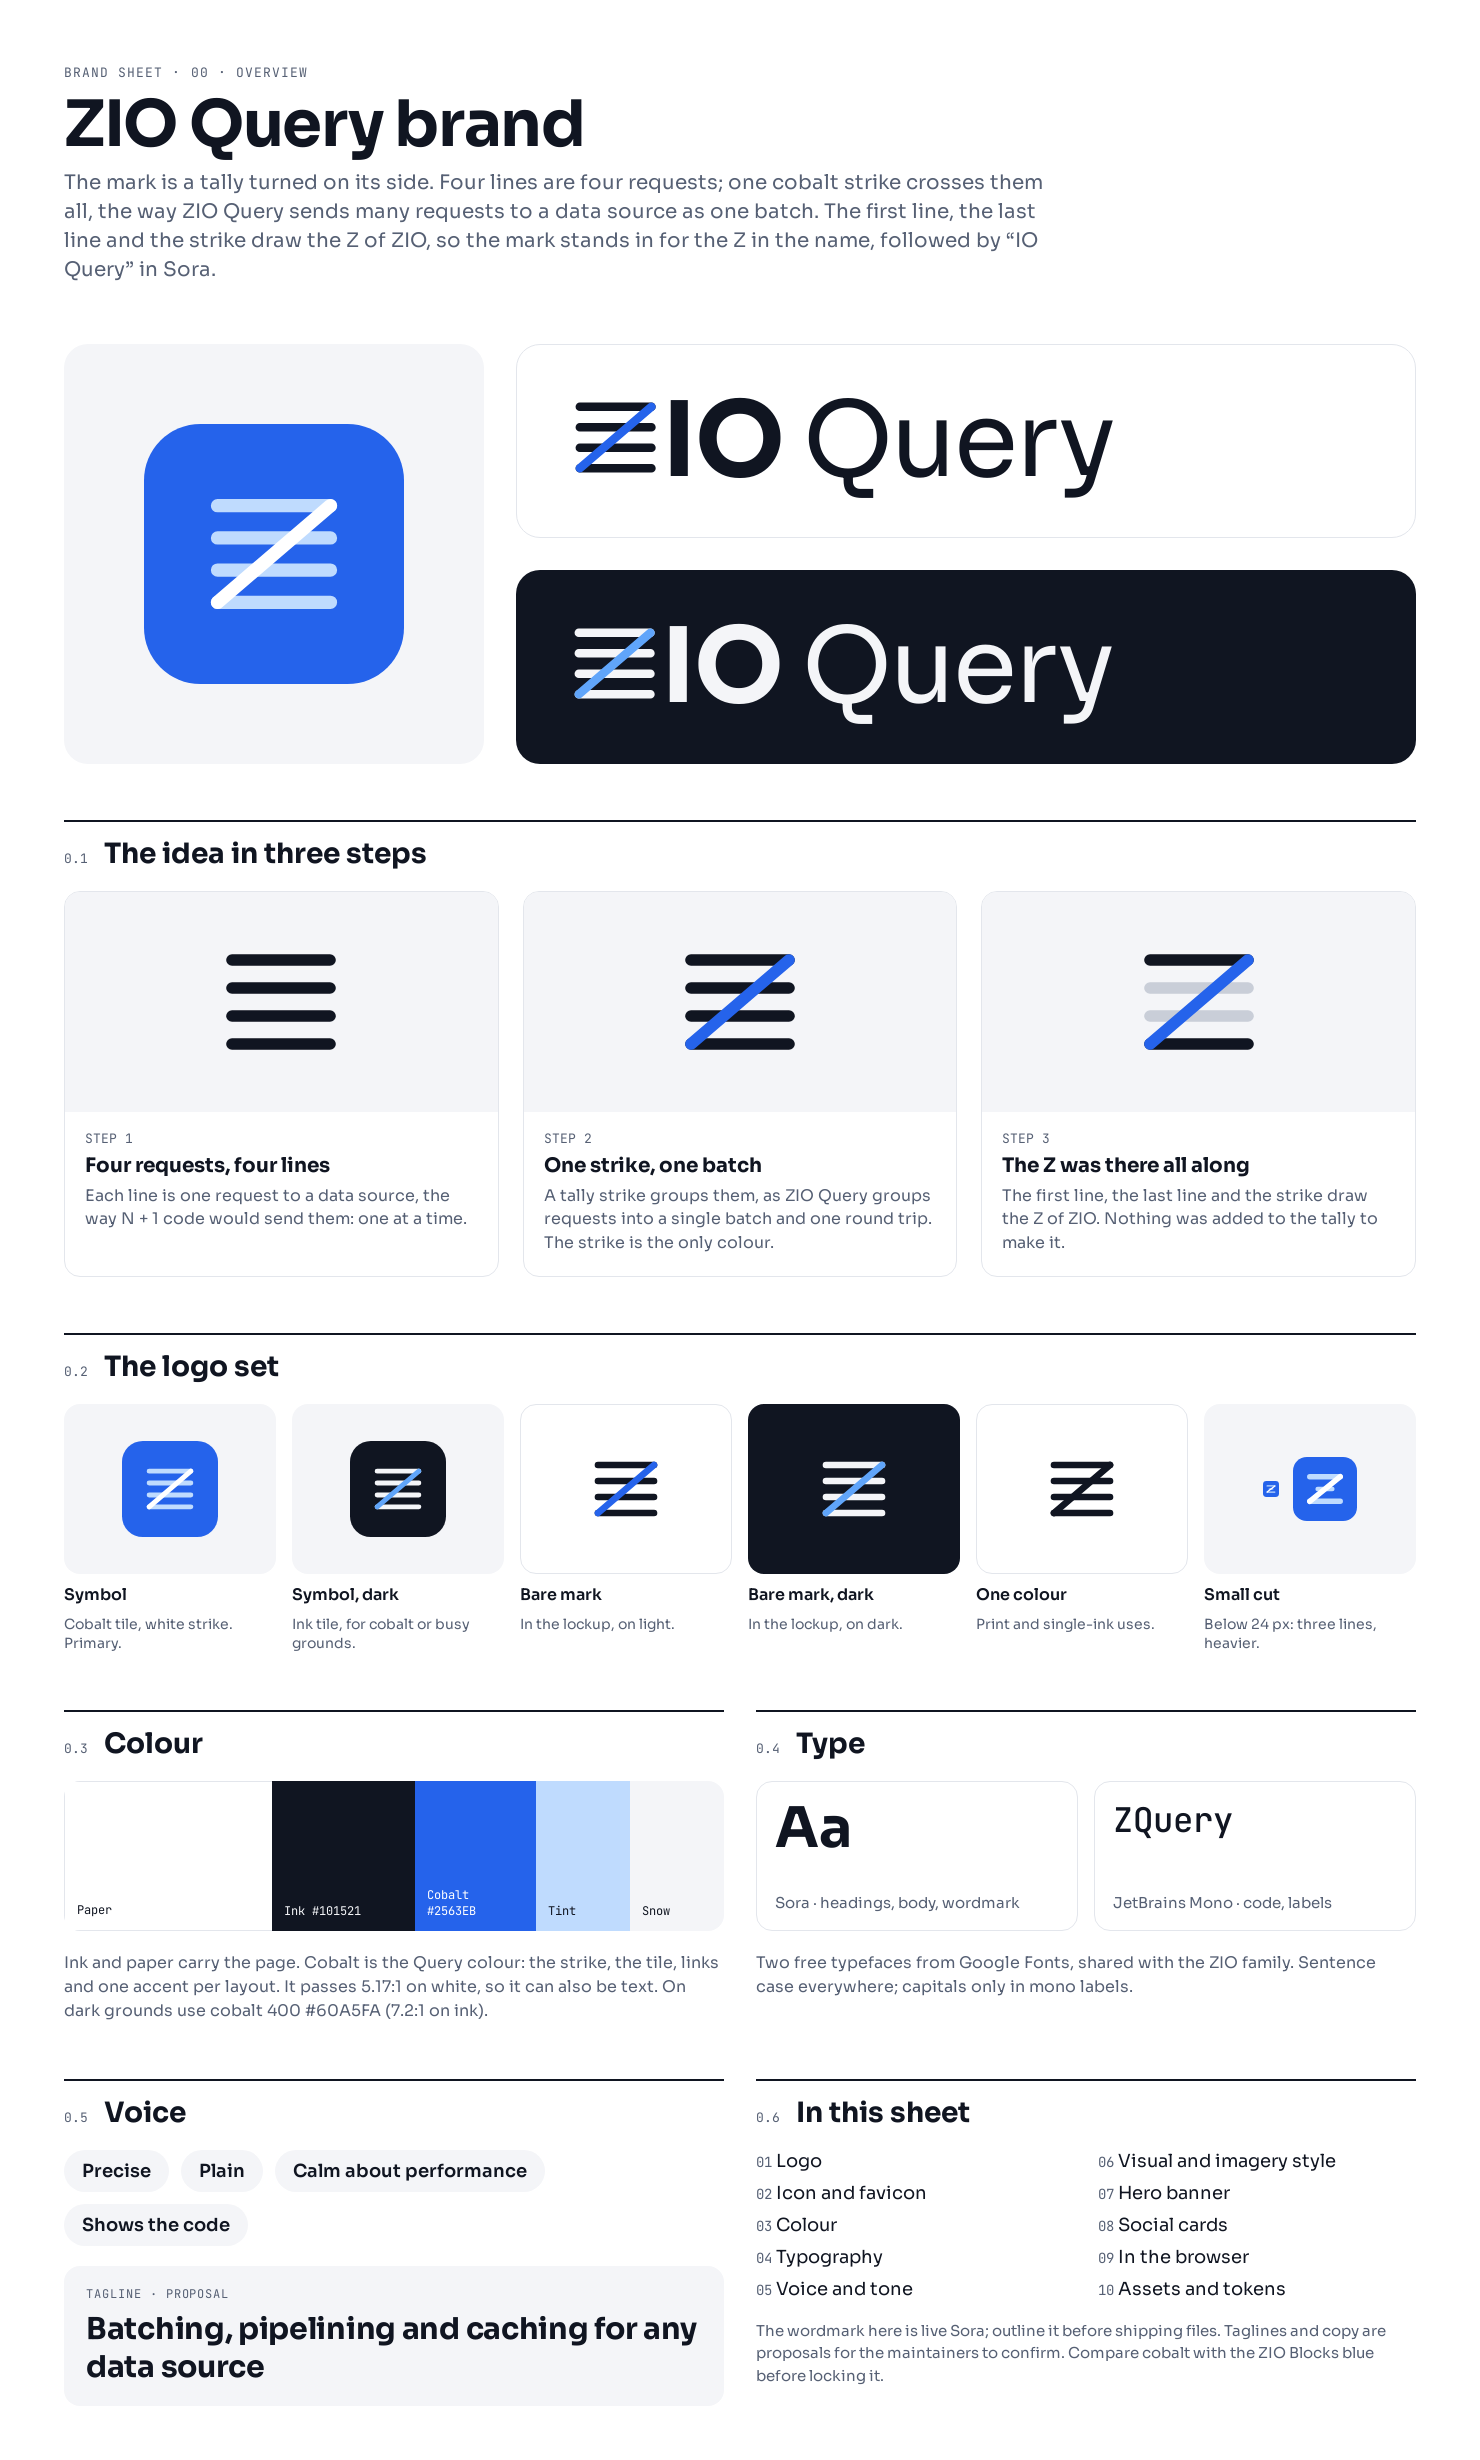 BRAND SHEET · 00 · OVERVIEW
ZIO Query brand
The mark is a tally turned on its side. Four lines are four requests; one cobalt strike crosses them
all, the way ZIO Query sends many requests to a data source as one batch. The first line, the last
line and the strike draw the Z of ZIO, so the mark stands in for the Z in the name, followed by “IO
Query” in Sora.
ZIO Query
ZIO Query
0.1 The idea in three steps
STEP 1
Four requests, four lines
Each line is one request to a data source, the
way N + 1 code would send them: one at a time.
STEP 2
One strike, one batch
A tally strike groups them, as ZIO Query groups
requests into a single batch and one round trip.
The strike is the only colour.
STEP 3
The Z was there all along
The first line, the last line and the strike draw
the Z of ZIO. Nothing was added to the tally to
make it.
0.2 The logo set
Symbol
Cobalt tile, white strike.
Primary.
Symbol, dark
Ink tile, for cobalt or busy
grounds.
Bare mark
In the lockup, on light.
Bare mark, dark
In the lockup, on dark.
One colour
Print and single-ink uses.
Small cut
Below 24 px: three lines,
heavier.
0.3 Colour
Paper
Ink #101521
Cobalt
#2563EB
Tint
Snow
Ink and paper carry the page. Cobalt is the Query colour: the strike, the tile, links
and one accent per layout. It passes 5.17:1 on white, so it can also be text. On
dark grounds use cobalt 400 #60A5FA (7.2:1 on ink).
0.4 Type
Aa
Sora · headings, body, wordmark
ZQuery
JetBrains Mono · code, labels
Two free typefaces from Google Fonts, shared with the ZIO family. Sentence
case everywhere; capitals only in mono labels.
0.5 Voice
Precise
Plain
Calm about performance
Shows the code
TAGLINE · PROPOSAL
Batching, pipelining and caching for any
data source
0.6 In this sheet
01 Logo
02 Icon and favicon
03 Colour
04 Typography
05 Voice and tone
06 Visual and imagery style
07 Hero banner
08 Social cards
09 In the browser
10 Assets and tokens
The wordmark here is live Sora; outline it before shipping files. Taglines and copy are
proposals for the maintainers to confirm. Compare cobalt with the ZIO Blocks blue
before locking it.